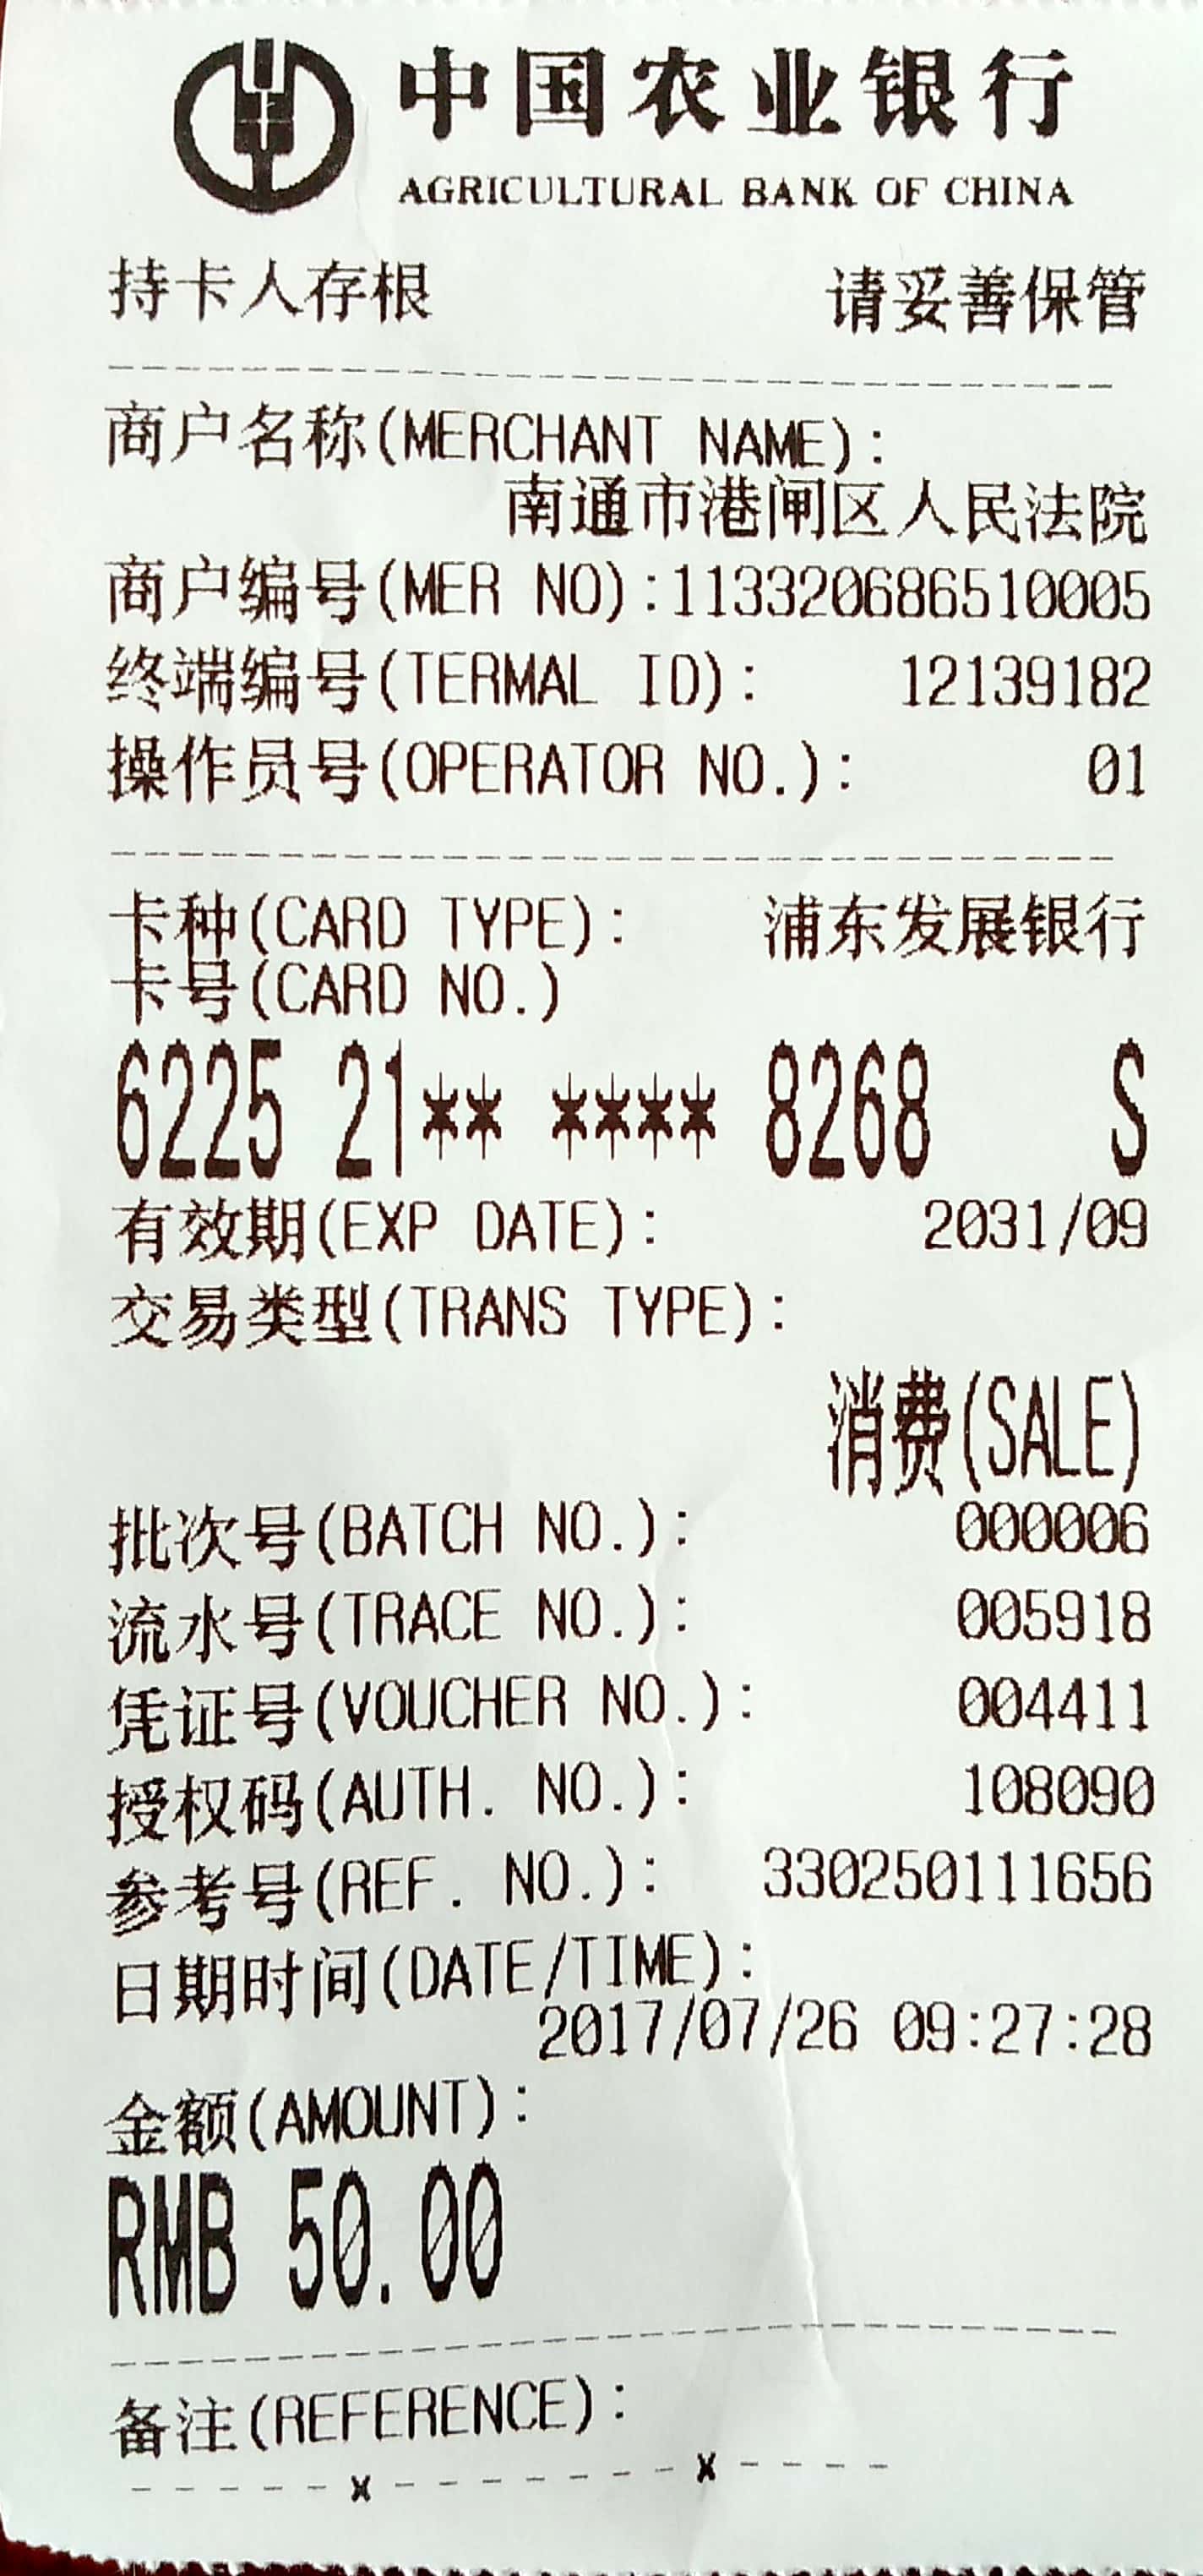 中国农业银行
AGRICULTURAL BANK OF CHINA
持卡人存根 请妥善保管
商户名称(MERCHANT NAME):
南通市港闸区人民法院
商户编号(MER NO):113320686510005
终端编号(TERMAL ID): 12139182
操作员号(OPERATOR NO.): 01
卡种(CARD TYPE): 浦东发展银行
卡号(CARD NO.)
6225 21** **** 8268 S
有效期(EXP DATE): 2031/09
交易类型(TRANS TYPE):
消费(SALE)
批次号(BATCH NO.): 000006
流水号(TRACE NO.): 005918
凭证号(VOUCHER NO.): 004411
授权码(AUTH. NO.): 108090
参考号(REF. NO.): 330250111656
日期时间(DATE/TIME):
2017/07/26 09:27:28
金额(AMOUNT):
RMB 50.00
备注(REFERENCE):
- - - - - x - - - - - - - - x - - - -